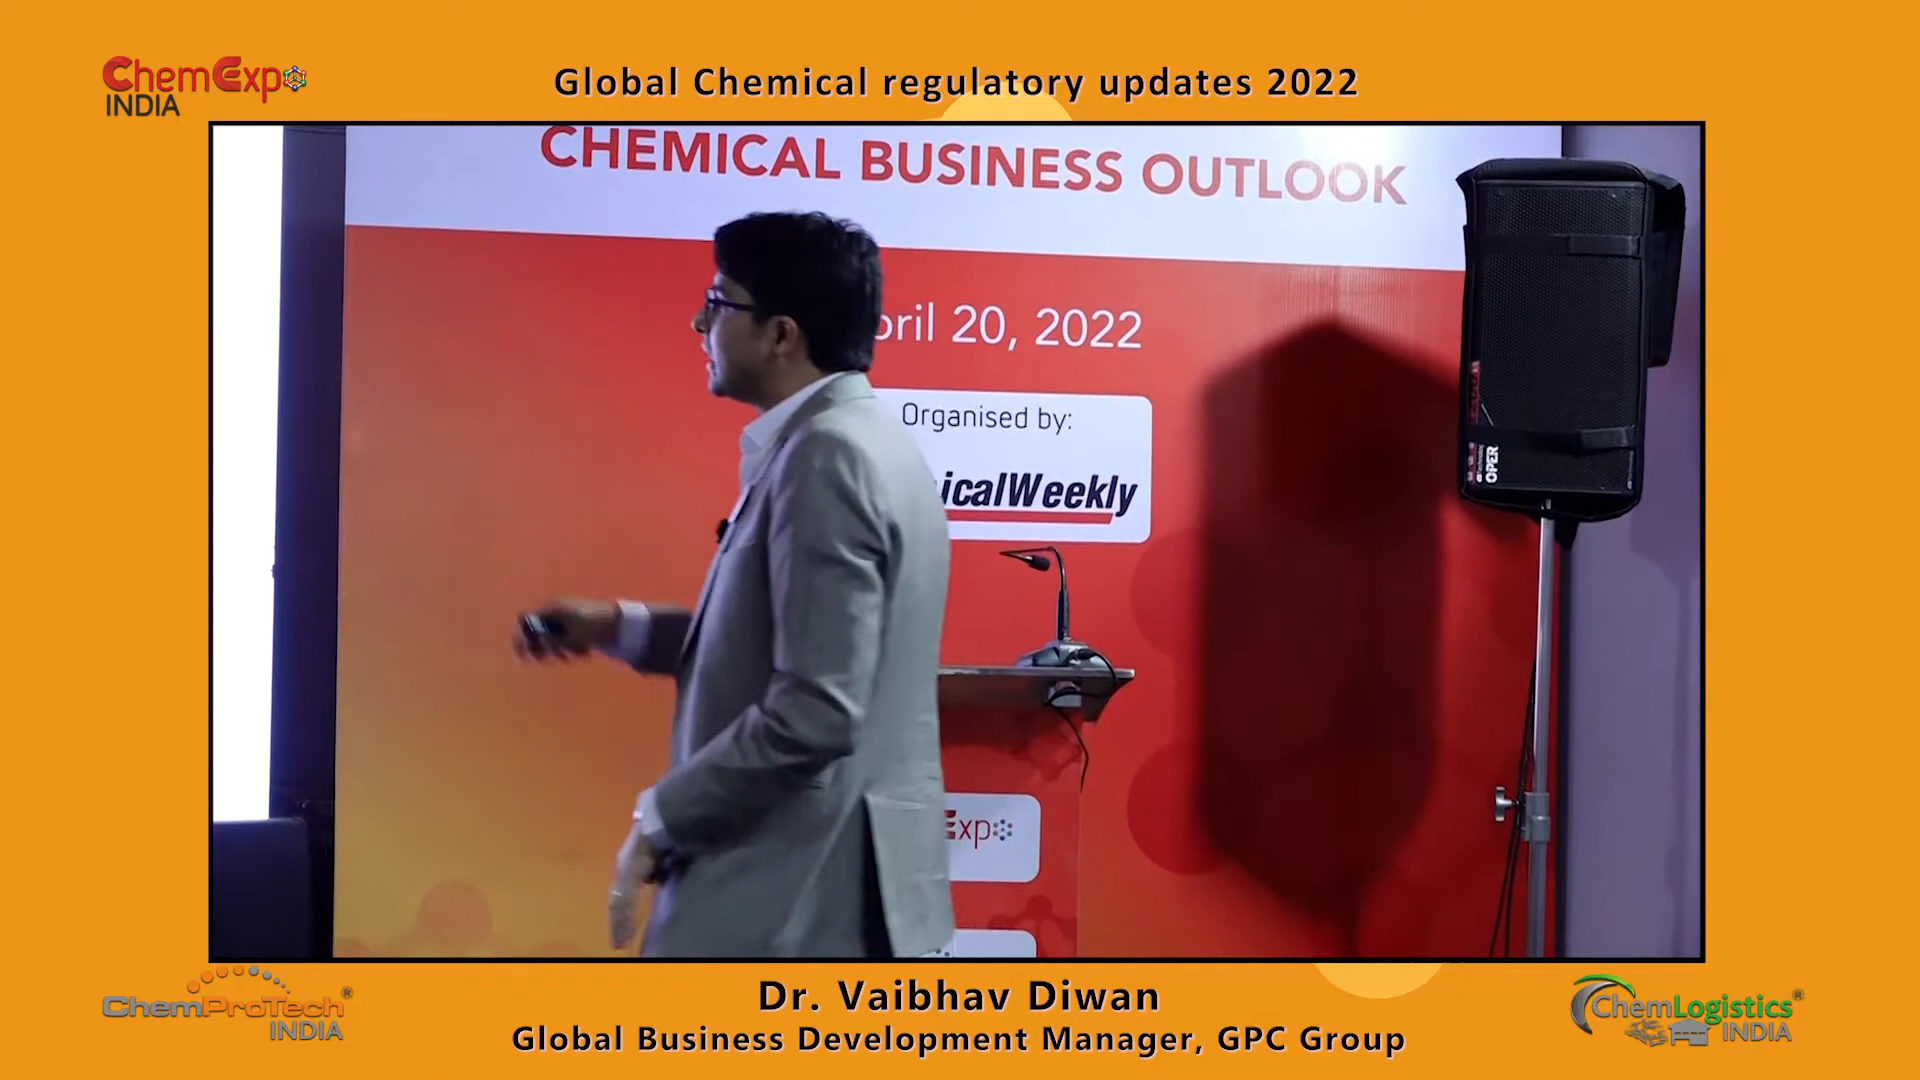 ChemExpo
INDIA
Global Chemical regulatory updates 2022
CHEMICAL BUSINESS OUTLOOK
pril 20, 2022
Organised by:
icalWeekly
OPER
Expo
ChemProTech®
INDIA
Dr. Vaibhav Diwan
Global Business Development Manager, GPC Group
ChemLogistics®
INDIA